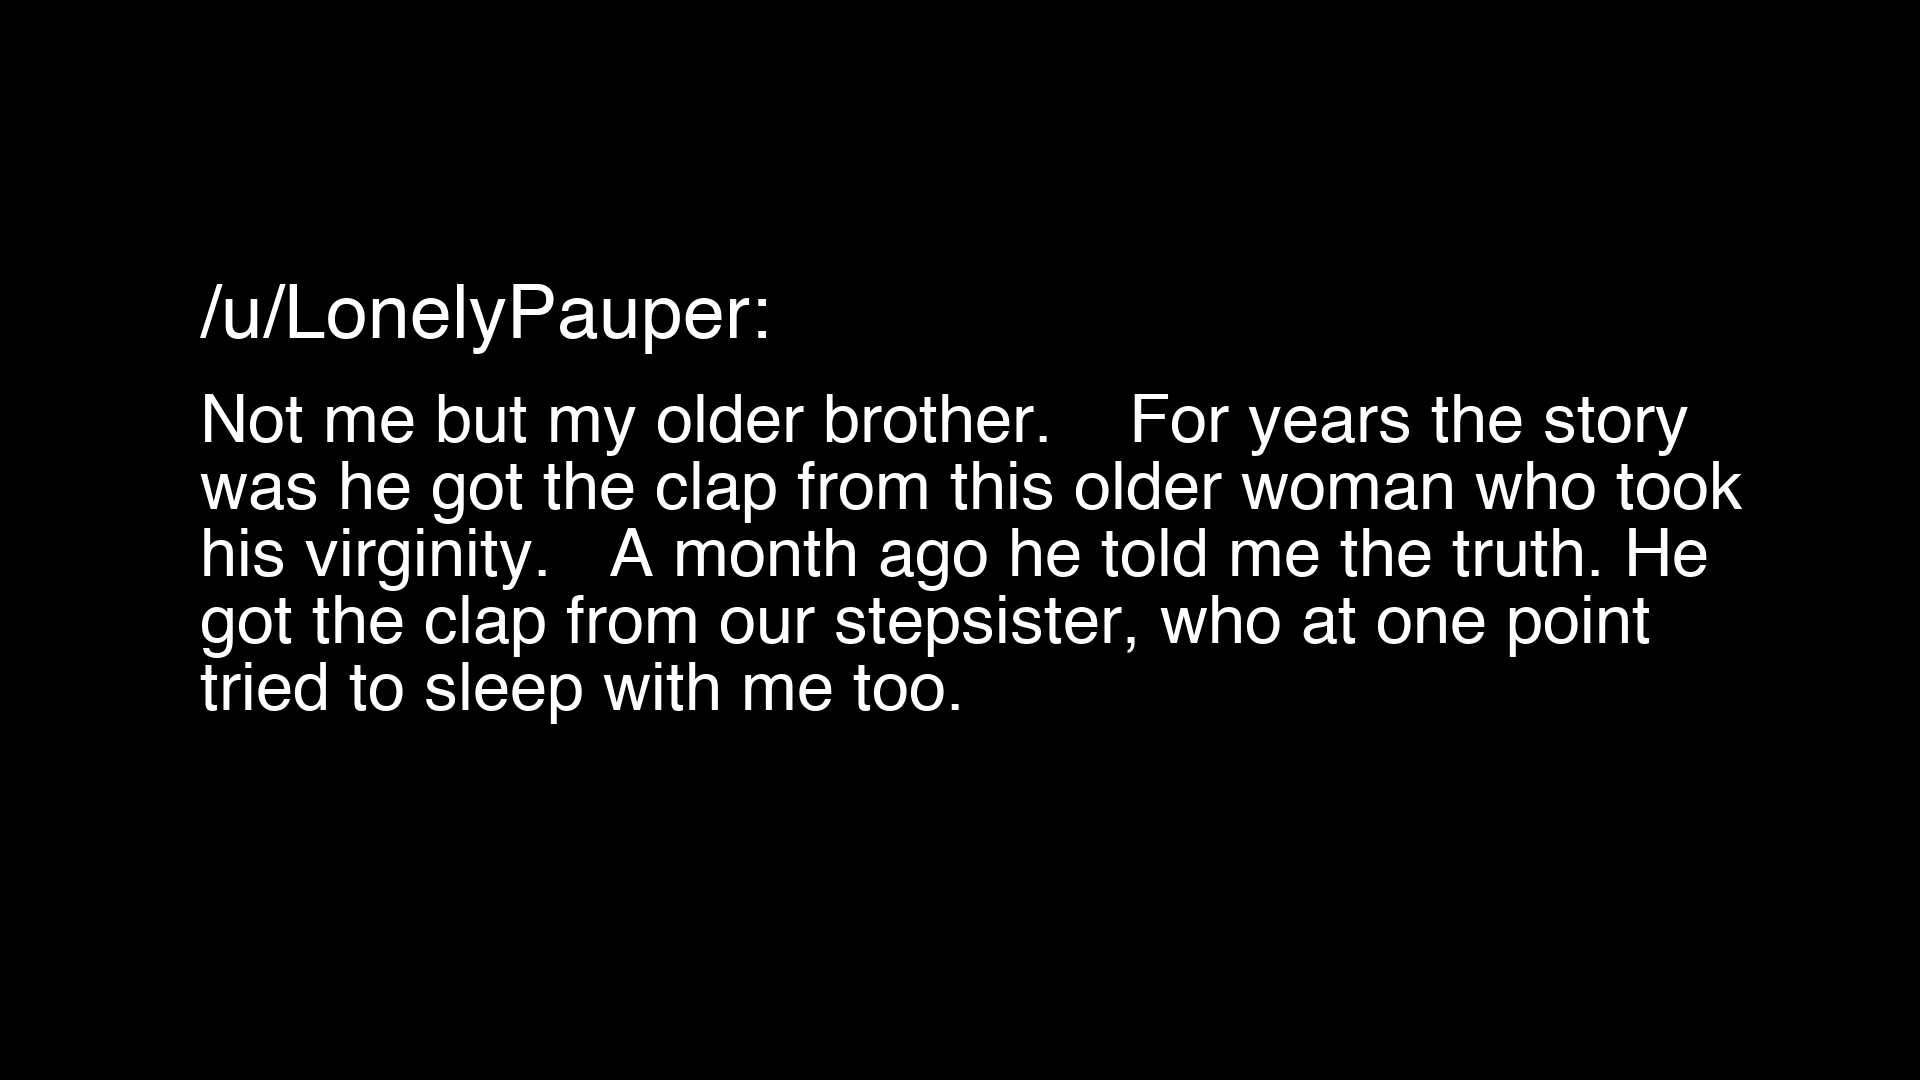 /u/LonelyPauper:
Not me but my older brother.    For years the story
was he got the clap from this older woman who took
his virginity.   A month ago he told me the truth. He
got the clap from our stepsister, who at one point
tried to sleep with me too.